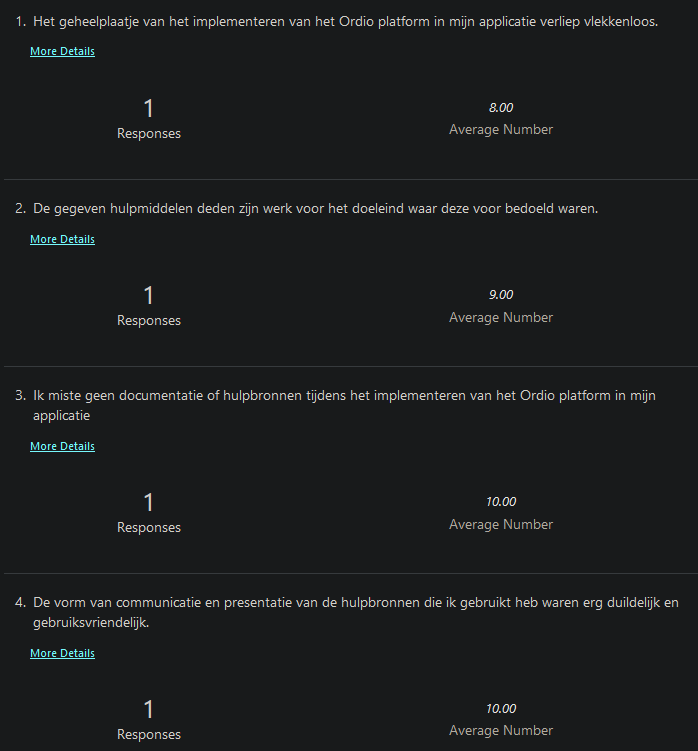 1. Het geheelplaatje van het implementeren van het Ordio platform in mijn applicatie verliep vlekkenloos.
More Details
1
8.00
Responses
Average Number
2. De gegeven hulpmiddelen deden zijn werk voor het doeleind waar deze voor bedoeld waren.
More Details
1
9.00
Responses
Average Number
3. Ik miste geen documentatie of hulpbronnen tijdens het implementeren van het Ordio platform in mijn
applicatie
More Details
1
10.00
Responses
Average Number
4. De vorm van communicatie en presentatie van de hulpbronnen die ik gebruikt heb waren erg duildelijk en
gebruiksvriendelijk.
More Details
1
10.00
Responses
Average Number